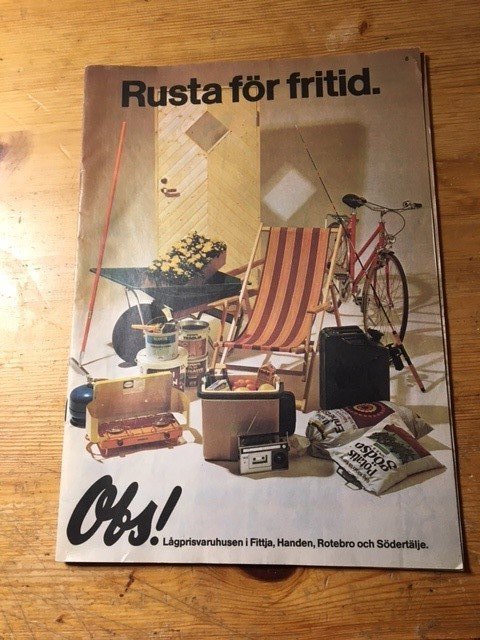 Rusta för fritid.
Obs!
Lågprisvaruhusen i Fittja, Handen, Rotebro och Södertälje.